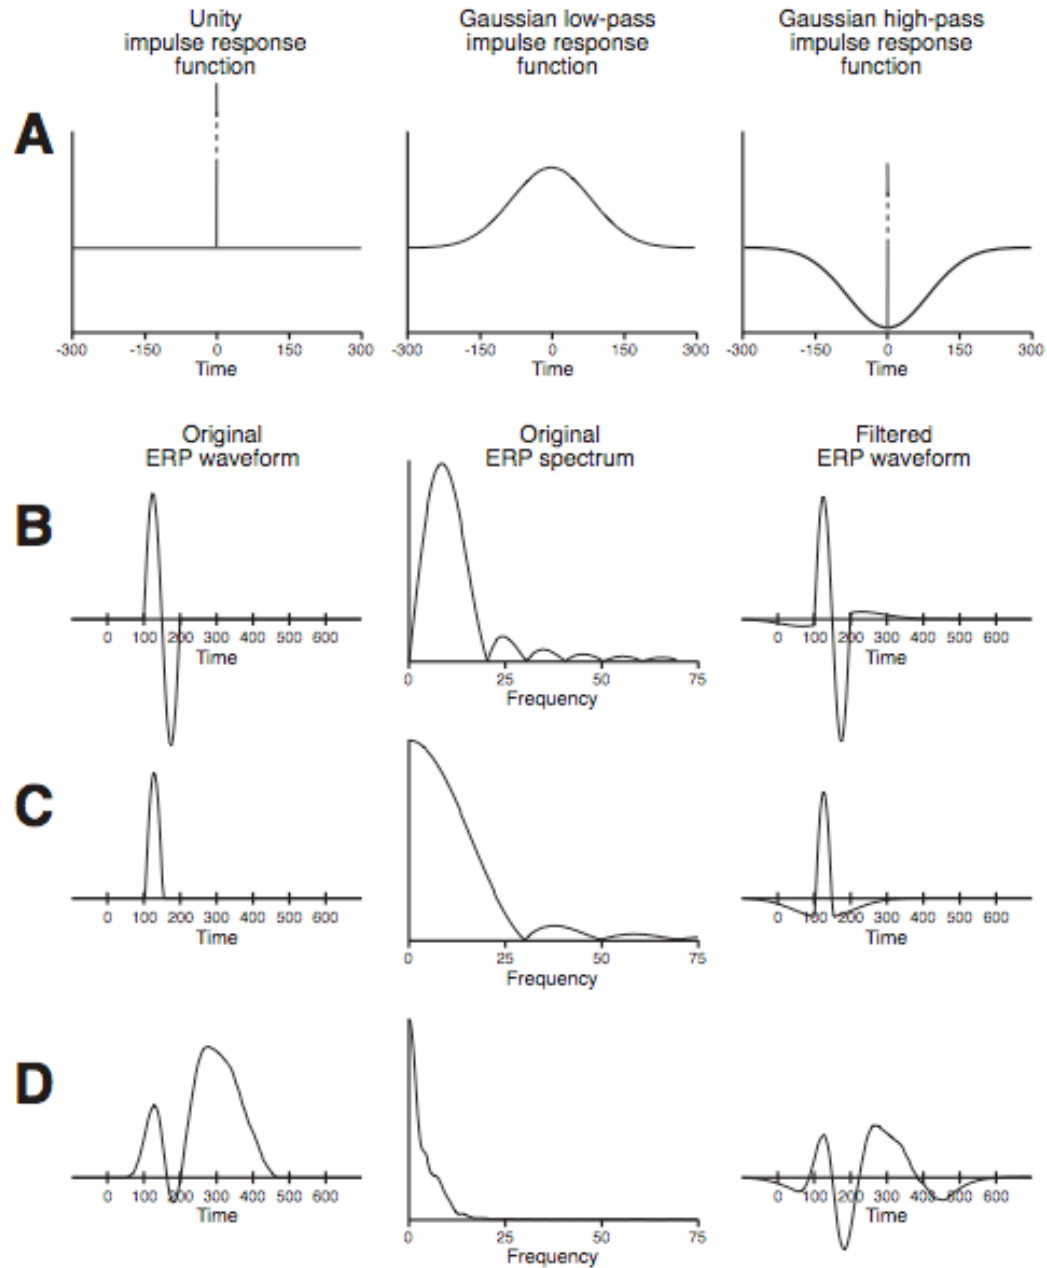 Unity
impulse response
function
Gaussian low-pass
impulse response
function
Gaussian high-pass
impulse response
function
A
-300 -150 0 150 300
Time
-300 -150 0 150 300
Time
-300 -150 0 150 300
Time
Original
ERP waveform
Original
ERP spectrum
Filtered
ERP waveform
B
0 100 200 300 400 500 600
Time
0 25 50 75
Frequency
0 100 200 300 400 500 600
Time
C
0 100 200 300 400 500 600
Time
0 25 50 75
Frequency
0 100 200 300 400 500 600
Time
D
0 100 200 300 400 500 600
Time
0 25 50 75
Frequency
0 100 200 300 400 500 600
Time